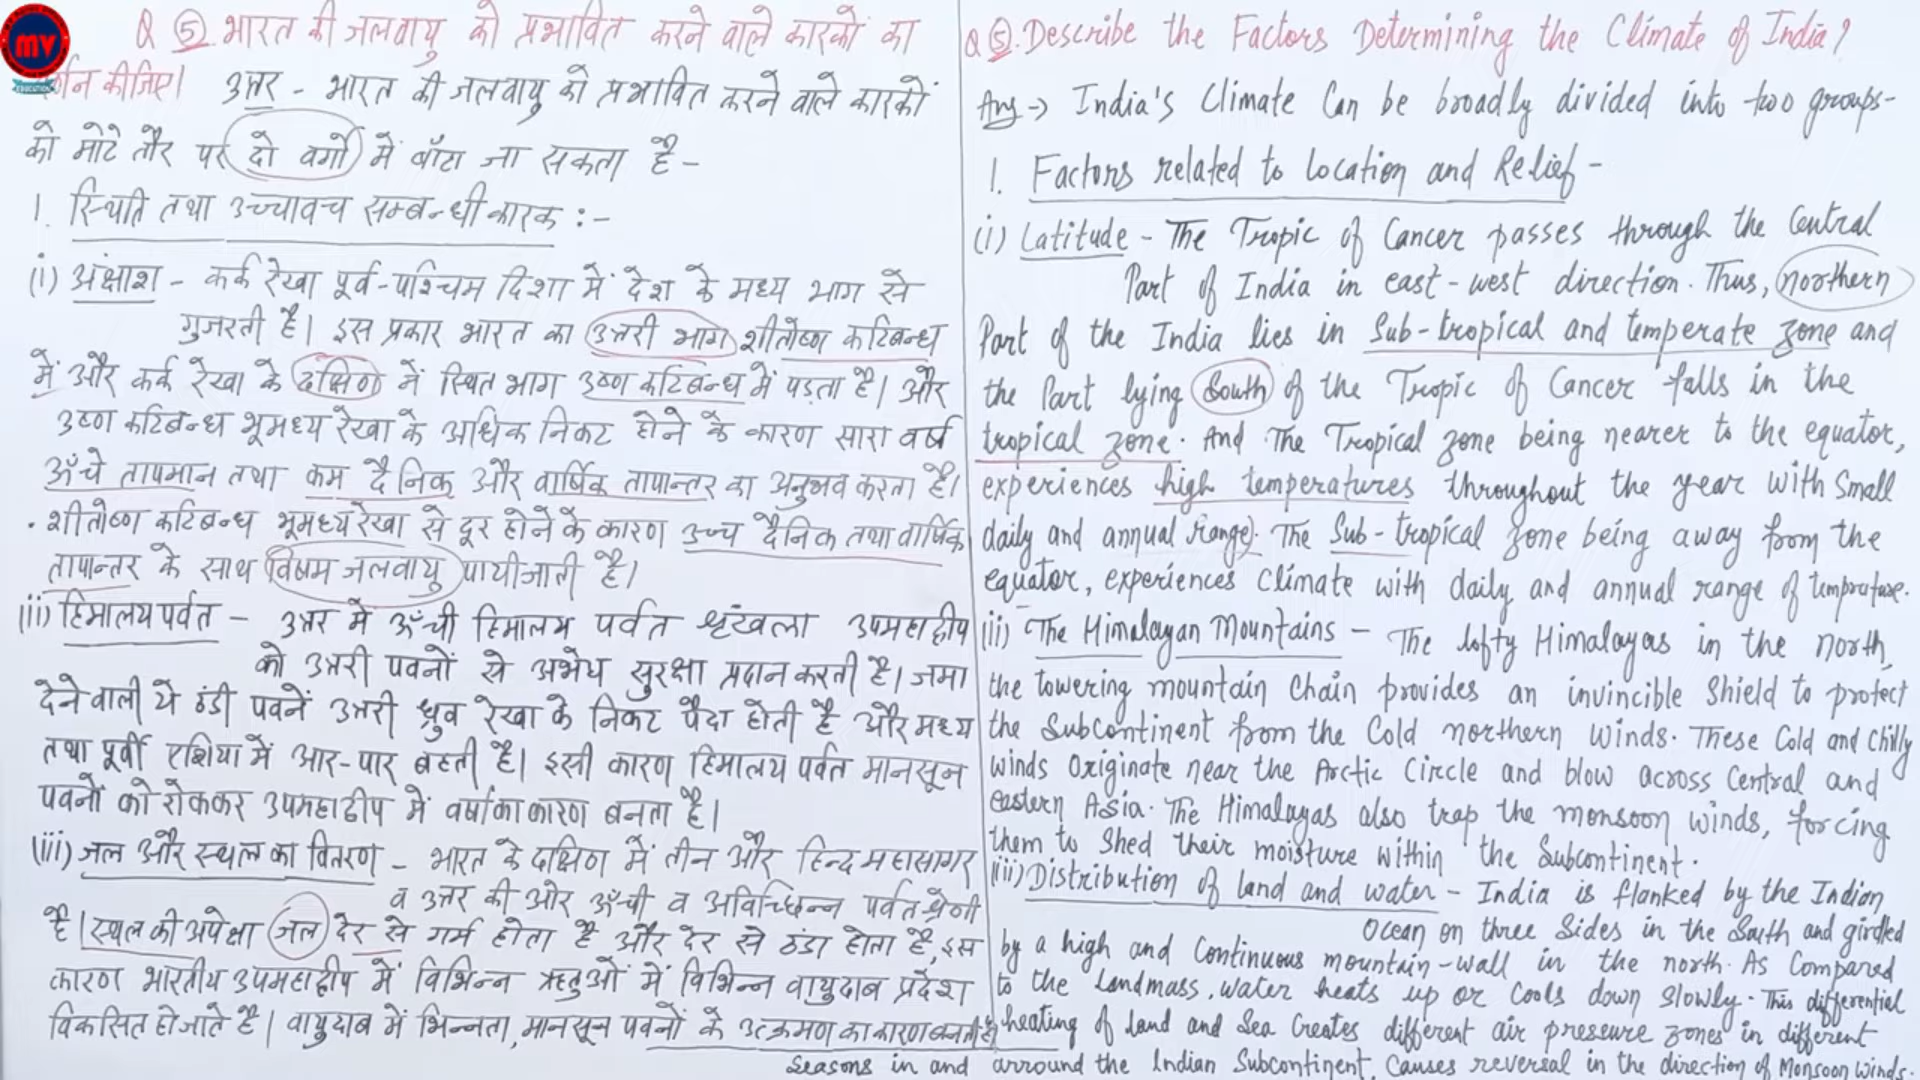 mv
EDUCATION
Q ⑤. भारत की जलवायु को प्रभावित करने वाले कारकों का
र्णन कीजिए।
उत्तर - भारत की जलवायु को प्रभावित करने वाले कारकों
को मोटे तौर पर दो वर्गों में बाँटा जा सकता है -
1. स्थिति तथा उच्चावच सम्बन्धी कारक :-
(i) अंक्षाश - कर्क रेखा पूर्व-पश्चिम दिशा में देश के मध्य भाग से
गुजरती है। इस प्रकार भारत का उत्तरी भाग शीतोष्ण कटिबन्ध
में और कर्क रेखा के दक्षिण में स्थित भाग उष्ण कटिबन्ध में पड़ता है। और
उष्ण कटिबन्ध भूमध्य रेखा के अधिक निकट होने के कारण सारा वर्ष
ऊँचे तापमान तथा कम दैनिक और वार्षिक तापान्तर का अनुभव करता है।
• शीतोष्ण कटिबन्ध भूमध्य रेखा से दूर होने के कारण उच्च दैनिक तथा वार्षिक
तापान्तर के साथ विषम जलवायु पायी जाती है।
(ii) हिमालय पर्वत - उत्तर में ऊँची हिमालय पर्वत श्रृंखला उपमहाद्वीप
को उत्तरी पवनों से अभेय सुरक्षा प्रदान करती है। जमा
देने वाली ये ठंडी पवनें उत्तरी ध्रुव रेखा के निकट पैदा होती है और मध्य
तथा पूर्वी एशिया में आर-पार बहती है। इसी कारण हिमालय पर्वत मानसून
पवनों को रोककर उपमहाद्वीप में वर्षा का कारण बनता है।
(iii) जल और स्थल का वितरण - भारत के दक्षिण में तीन और हिन्द महासागर
व उत्तर की ओर ऊँची व अविच्छिन्न पर्वत श्रेणी
है। स्थल की अपेक्षा जल देर से गर्म होता है और देर से ठंडा होता है, इस
कारण भारतीय उपमहाद्वीप में विभिन्न ऋतुओं में विभिन्न वायुदाब प्रदेश
विकसित हो जाते है। वायुदाब में भिन्नता, मानसून पवनों के उत्क्रमण का कारण बनती है।
Q ⑤. Describe the Factors Determining the Climate of India?
Ans → India's Climate Can be broadly divided into two groups-
1. Factors related to Location and Relief -
(i) Latitude - The Tropic of Cancer passes through the Central
Part of India in east-west direction. Thus, northern
Part of the India lies in Sub-tropical and temperate zone and
the Part lying South of the Tropic of Cancer falls in the
tropical zone. And The Tropical zone being nearer to the equator,
experiences high temperatures throughout the year with Small
daily and annual range). The Sub-tropical zone being away from the
equator, experiences Climate with daily and annual range of temprature.
(ii) The Himalayan Mountains - The lofty Himalayas in the north,
the towering mountain Chain provides an invincible Shield to protect
the Subcontinent from the Cold northern Winds. These Cold and Chilly
winds Originate near the Arctic Circle and blow across Central and
Eastern Asia. The Himalayas also trap the monsoon winds, forcing
them to Shed their moisture within the Subcontinent.
(iii) Distribution of land and water - India is flanked by the Indian
Ocean on three Sides in the South and girdled
by a high and Continuous mountain-wall in the north. As Compared
to the landmass, water heats up or Cools down Slowly. This differential
heating of land and Sea Creates different air pressure zones in different
Seasons in and arround the Indian Subcontinent, Causes reversal in the direction of Monsoon Winds.